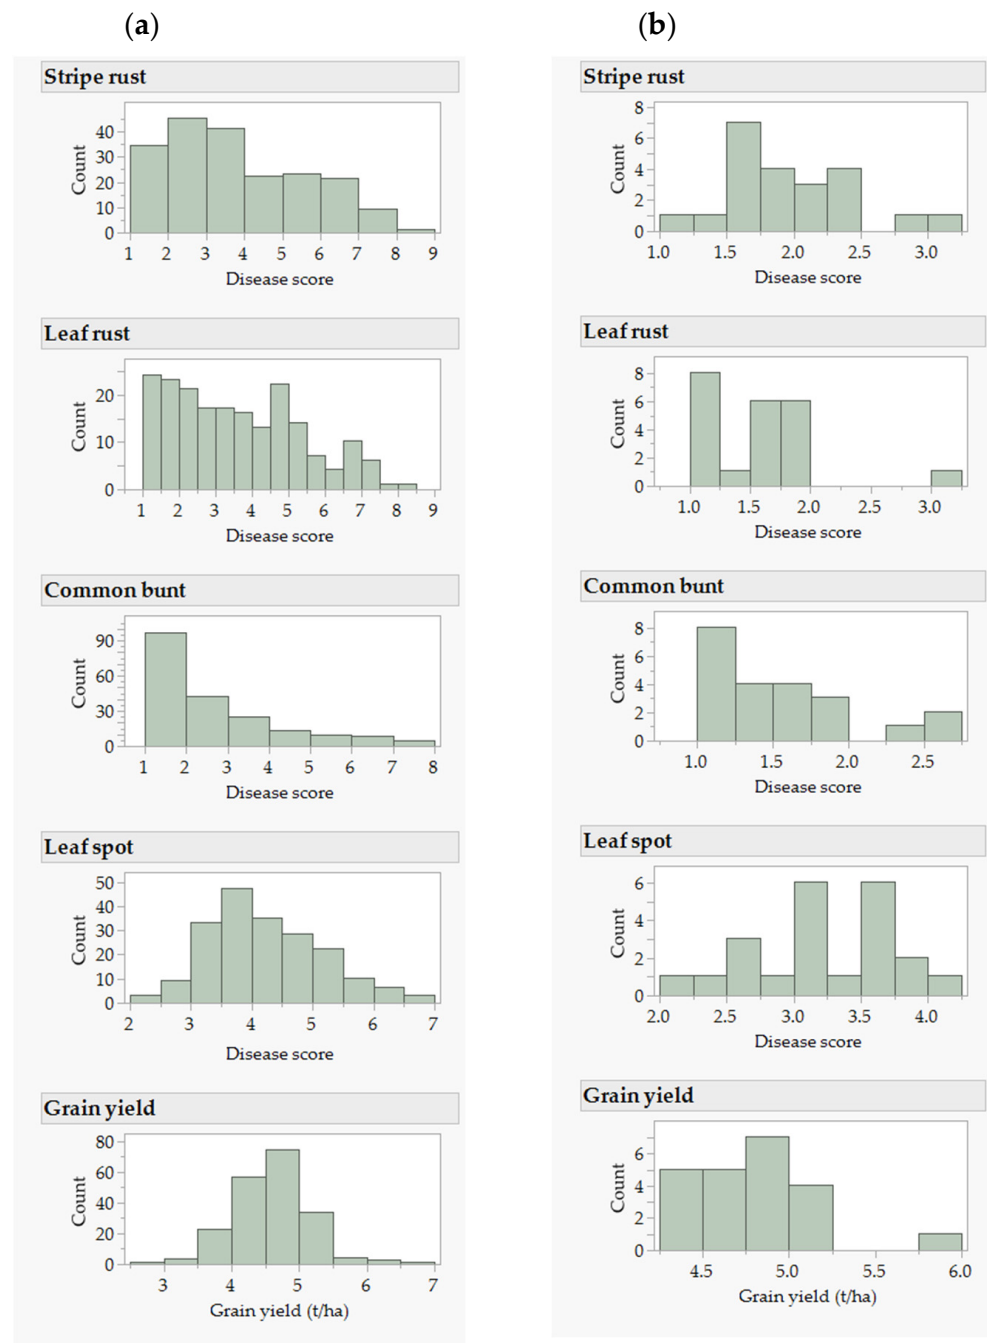 (a)
Stripe rust
Count
40
30
20
10
0
1 2 3 4 5 6 7 8 9
Disease score
Leaf rust
Count
20
10
0
1 2 3 4 5 6 7 8 9
Disease score
Common bunt
Count
90
60
30
0
1 2 3 4 5 6 7 8
Disease score
Leaf spot
Count
50
40
30
20
10
0
2 3 4 5 6 7
Disease score
Grain yield
Count
80
60
40
20
0
3 4 5 6 7
Grain yield (t/ha)
(b)
Stripe rust
Count
8
6
4
2
0
1.0 1.5 2.0 2.5 3.0
Disease score
Leaf rust
Count
8
6
4
2
0
1.0 1.5 2.0 2.5 3.0
Disease score
Common bunt
Count
8
6
4
2
0
1.0 1.5 2.0 2.5
Disease score
Leaf spot
Count
6
4
2
0
2.0 2.5 3.0 3.5 4.0
Disease score
Grain yield
Count
6
4
2
0
4.5 5.0 5.5 6.0
Grain yield (t/ha)